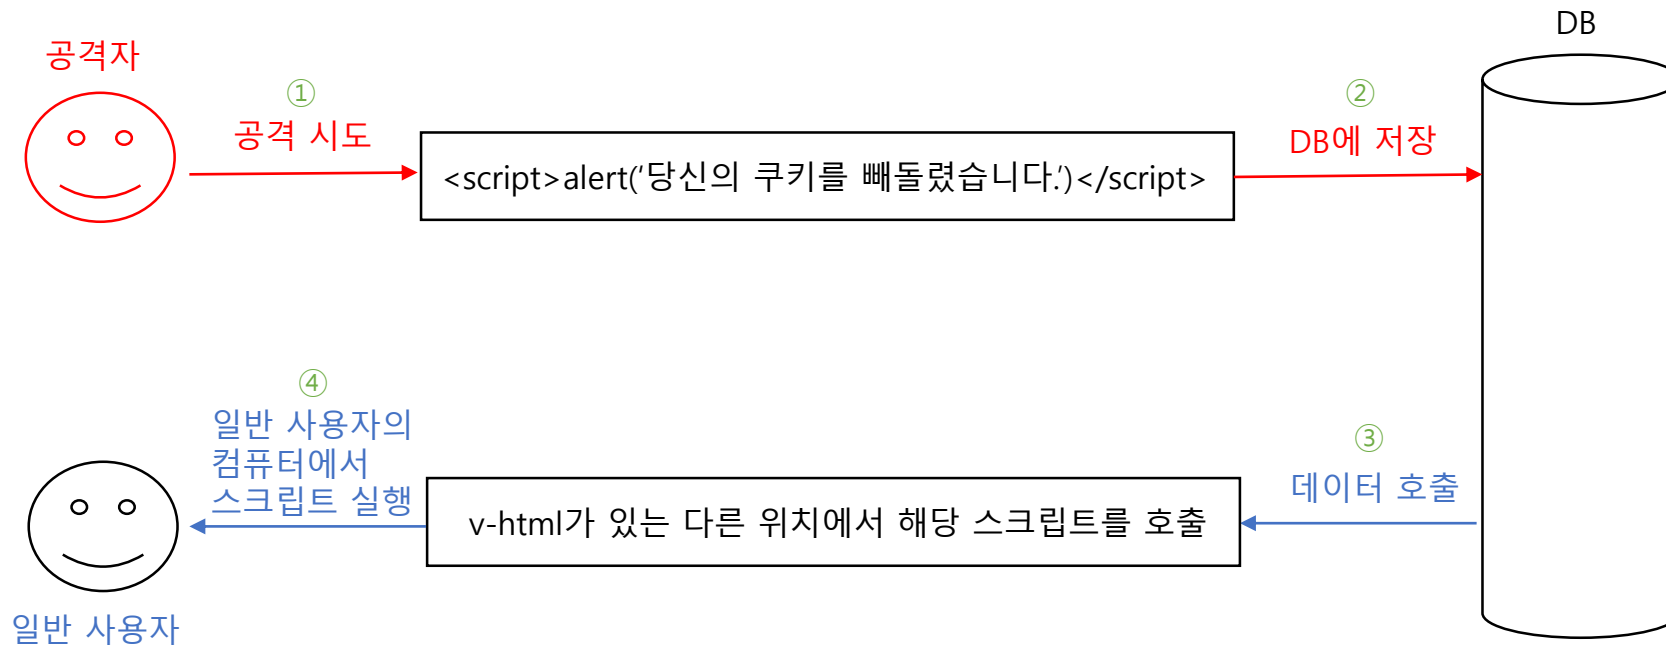 공격자
①
공격 시도
<script>alert('당신의 쿠키를 빼돌렸습니다.')</script>
②
DB에 저장
DB
④
일반 사용자의
컴퓨터에서
스크립트 실행
v-html가 있는 다른 위치에서 해당 스크립트를 호출
③
데이터 호출
일반 사용자